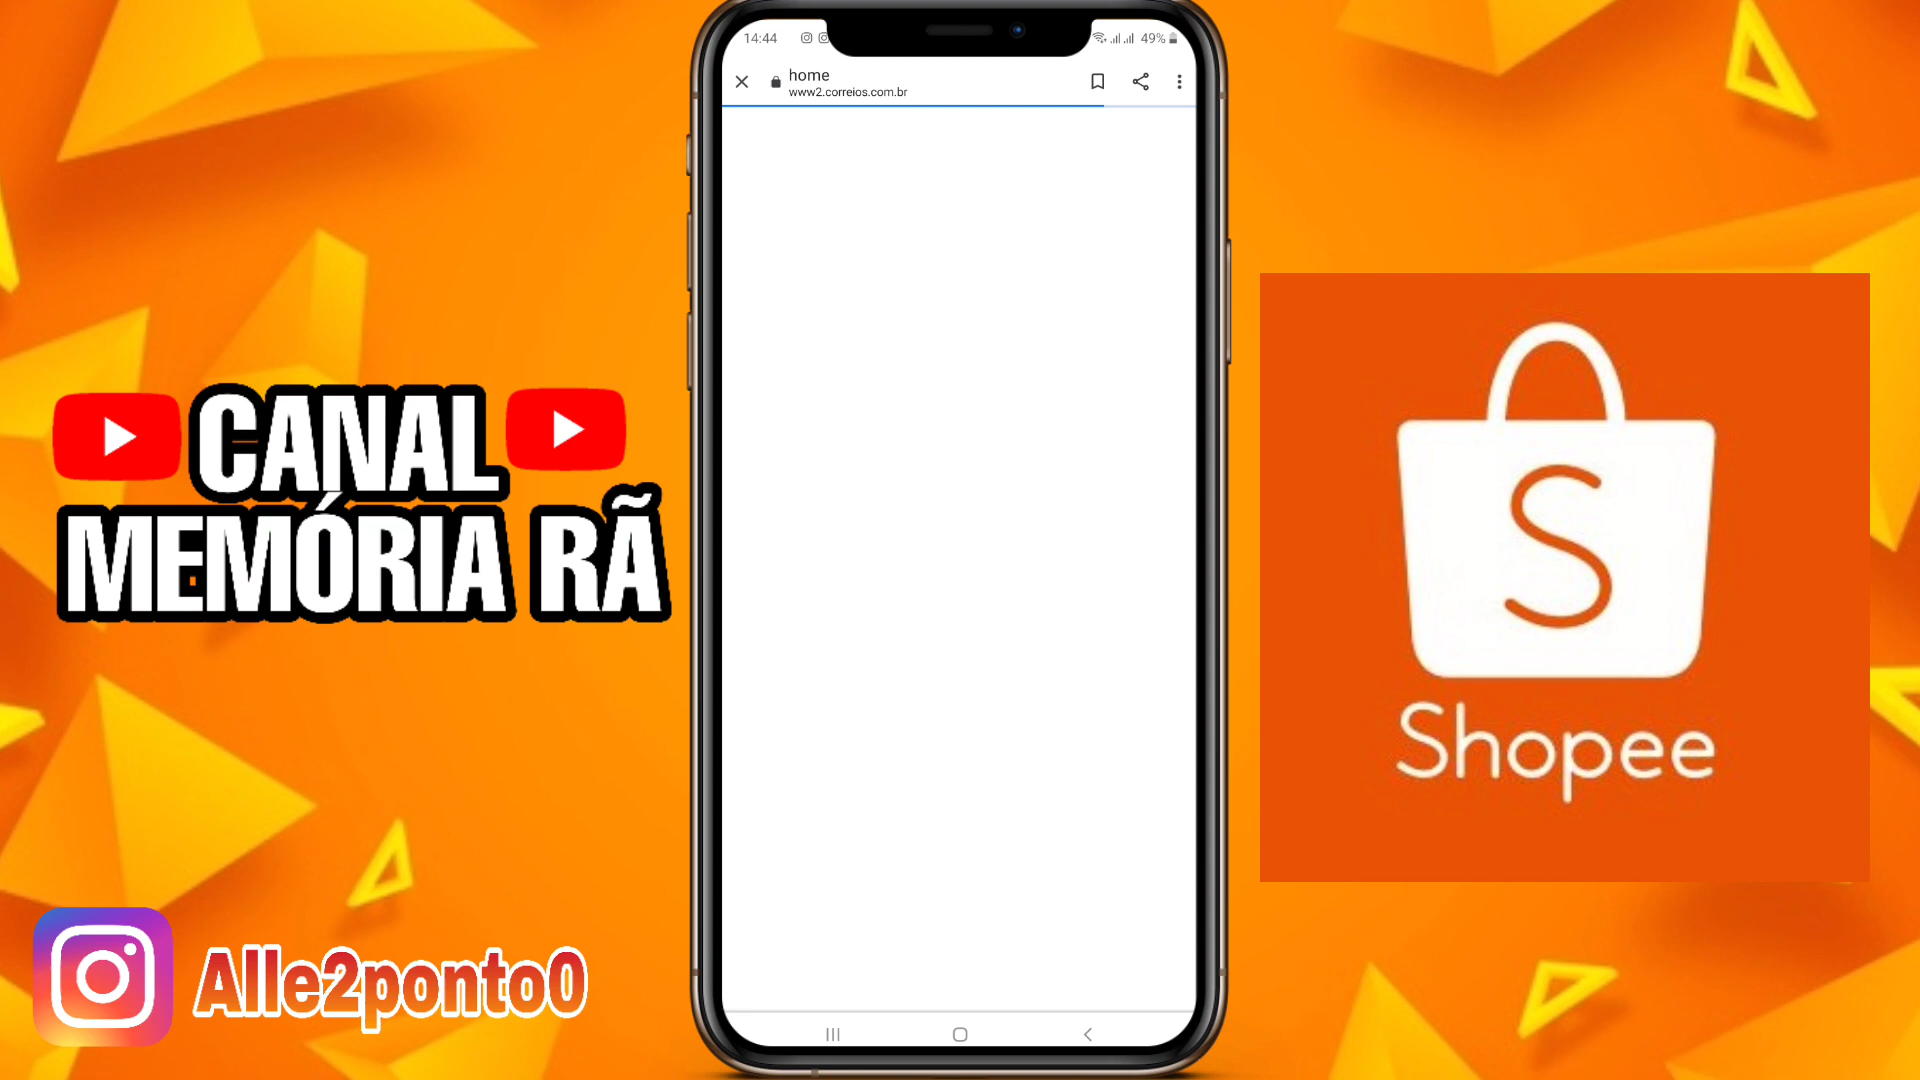 14:44
49%
home
www2.correios.com.br
CANAL
MEMÓRIA RÃ
S
Shopee
Alle2ponto0